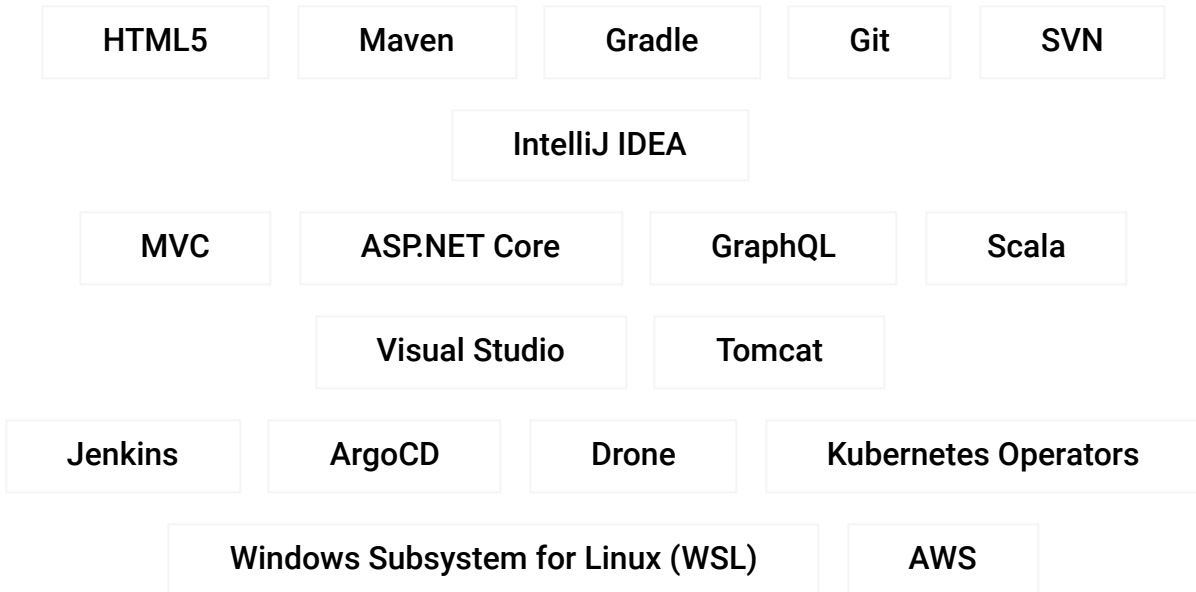 HTML5 Maven Gradle Git SVN
IntelliJ IDEA
MVC ASP.NET Core GraphQL Scala
Visual Studio Tomcat
Jenkins ArgoCD Drone Kubernetes Operators
Windows Subsystem for Linux (WSL) AWS